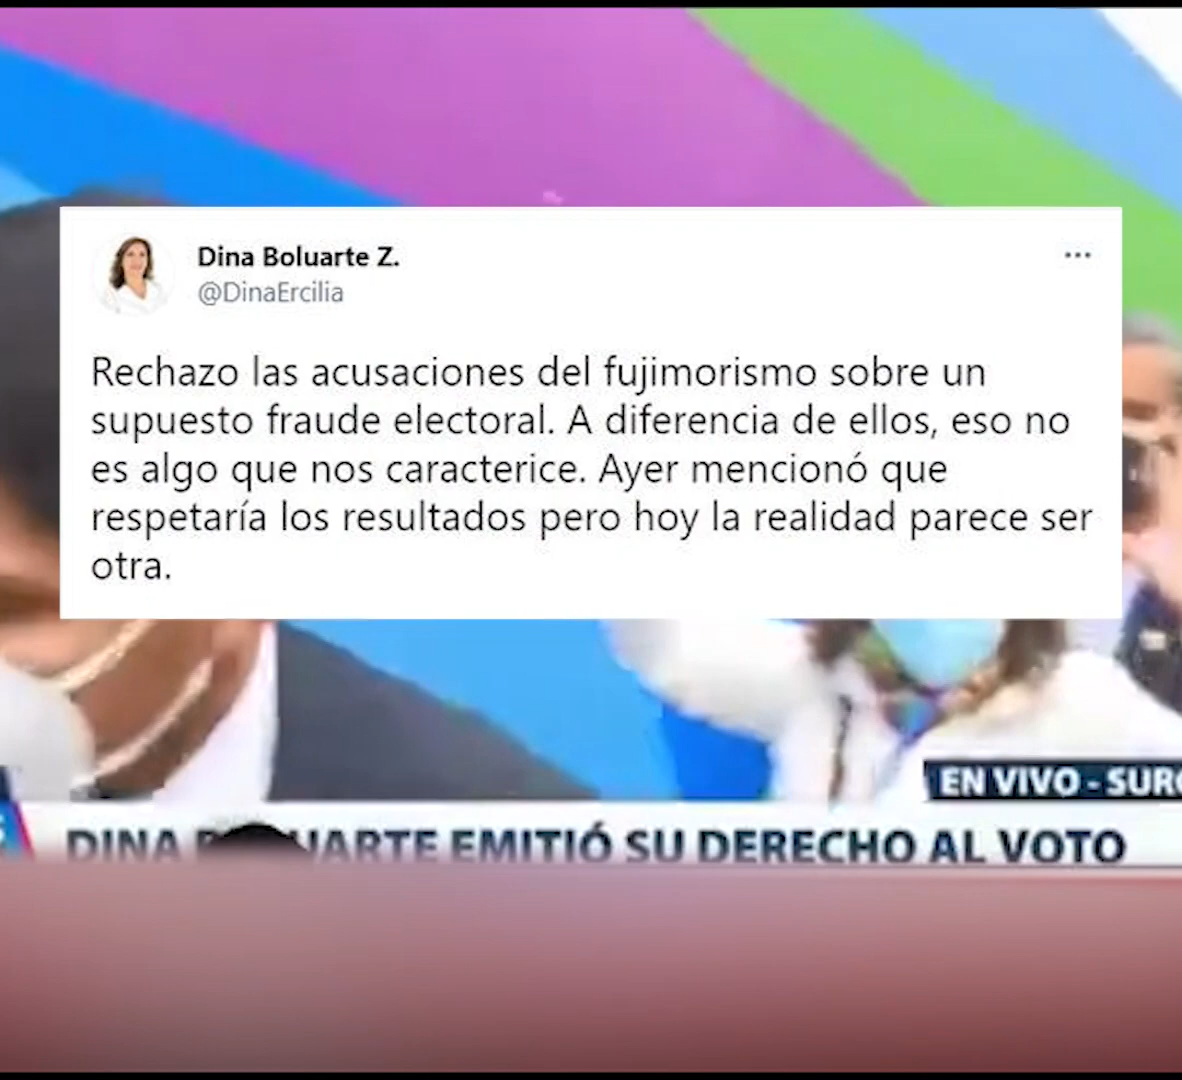 Dina Boluarte Z.
@DinaErcilia
Rechazo las acusaciones del fujimorismo sobre un
supuesto fraude electoral. A diferencia de ellos, eso no
es algo que nos caracterice. Ayer mencionó que
respetaría los resultados pero hoy la realidad parece ser
otra.
EN VIVO - SUR
DINA BOLUARTE EMITIÓ SU DERECHO AL VOTO